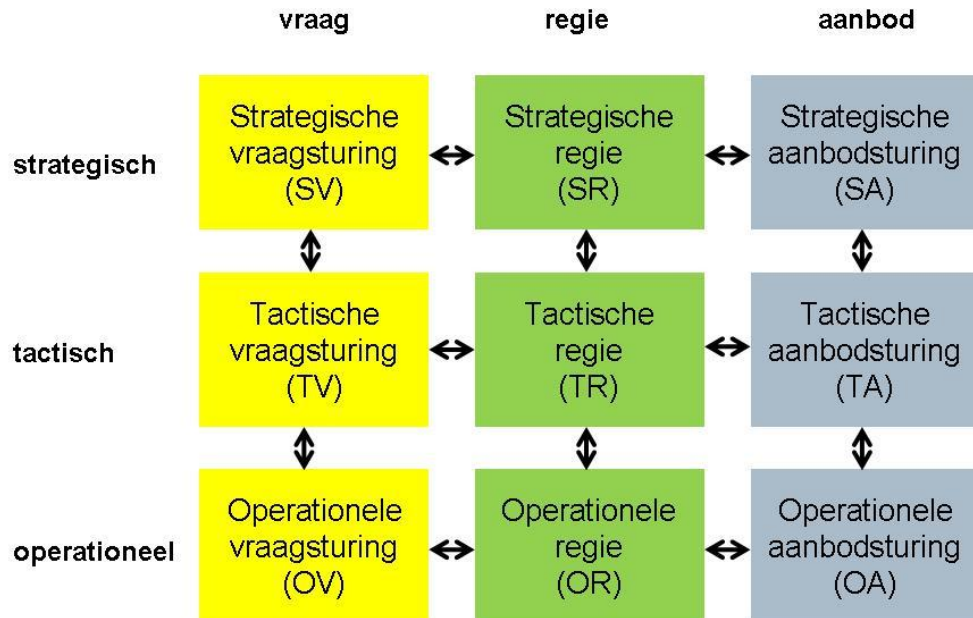 vraag
regie
aanbod
strategisch
Strategische
vraagsturing
(SV)
Strategische
regie
(SR)
Strategische
aanbodsturing
(SA)
tactisch
Tactische
vraagsturing
(TV)
Tactische
regie
(TR)
Tactische
aanbodsturing
(TA)
operationeel
Operationele
vraagsturing
(OV)
Operationele
regie
(OR)
Operationele
aanbodsturing
(OA)